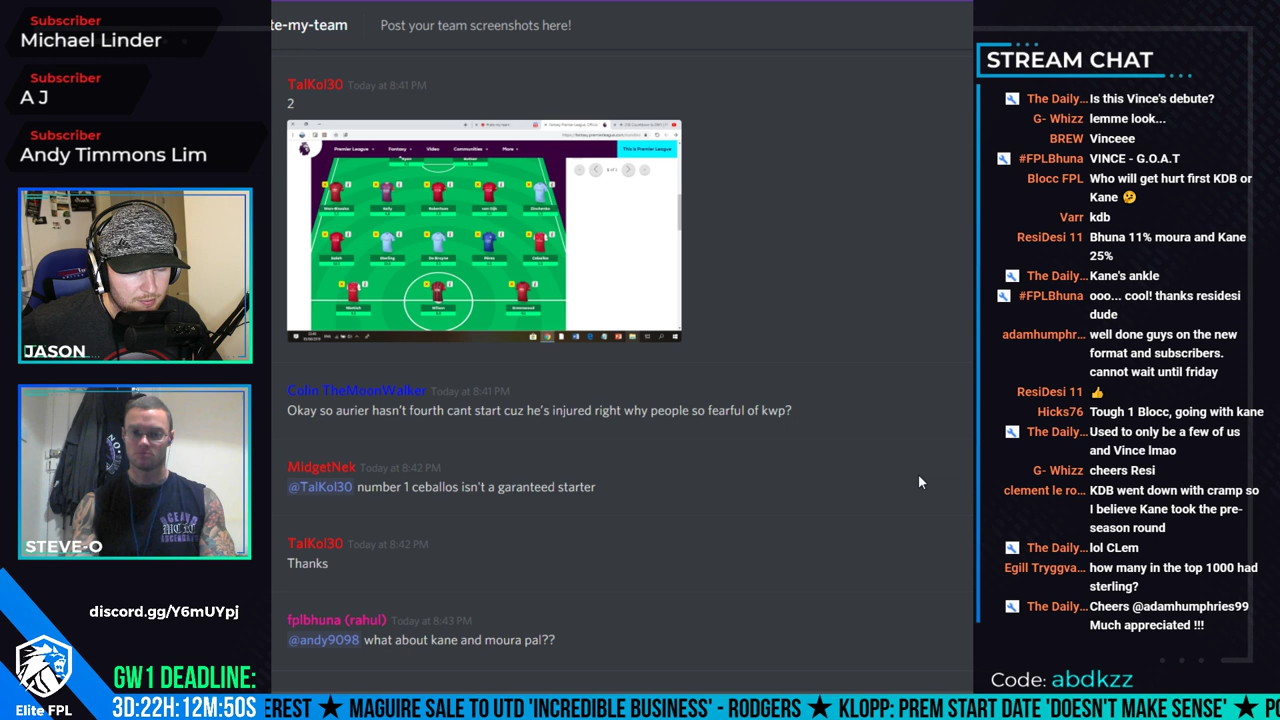 Subscriber
Michael Linder
Subscriber
A J
Subscriber
Andy Timmons Lim
JASON
STEVE-O
discord.gg/Y6mUYpj
Elite FPL
GW1 DEADLINE:
3D:22H:12M:50S
te-my-team
Post your team screenshots here!
TalKol30 Today at 8:41 PM
2
Premier League
Fantasy
Video
Communities
More
This is Premier League
Colin TheMoonWalker Today at 8:41 PM
Okay so aurier hasn't fourth cant start cuz he's injured right why people so fearful of kwp?
MidgetNek Today at 8:42 PM
@TalKol30 number 1 ceballos isn't a garanteed starter
TalKol30 Today at 8:42 PM
Thanks
fplbhuna (rahul) Today at 8:43 PM
@andy9098 what about kane and moura pal??
STREAM CHAT
The Daily... Is this Vince's debute?
G- Whizz lemme look...
BREW Vinceee
#FPLBhuna VINCE - G.O.A.T
Blocc FPL Who will get hurt first KDB or
Kane 🤔
Varr kdb
ResiDesi 11 Bhuna 11% moura and Kane
25%
The Daily... Kane's ankle
#FPLBhuna ooo... cool! thanks residesi
dude
adamhumphr... well done guys on the new
format and subscribers.
cannot wait until friday
ResiDesi 11 👍
Hicks76 Tough 1 Blocc, going with kane
The Daily... Used to only be a few of us
and Vince lmao
G- Whizz cheers Resi
clement le ro... KDB went down with cramp so
I believe Kane took the pre-
season round
The Daily... lol CLem
Egill Tryggva... how many in the top 1000 had
sterling?
The Daily... Cheers @adamhumphries99
Much appreciated !!!
Code: abdkzz
EREST ★ MAGUIRE SALE TO UTD 'INCREDIBLE BUSINESS' - RODGERS ★ KLOPP: PREM START DATE 'DOESN'T MAKE SENSE' ★